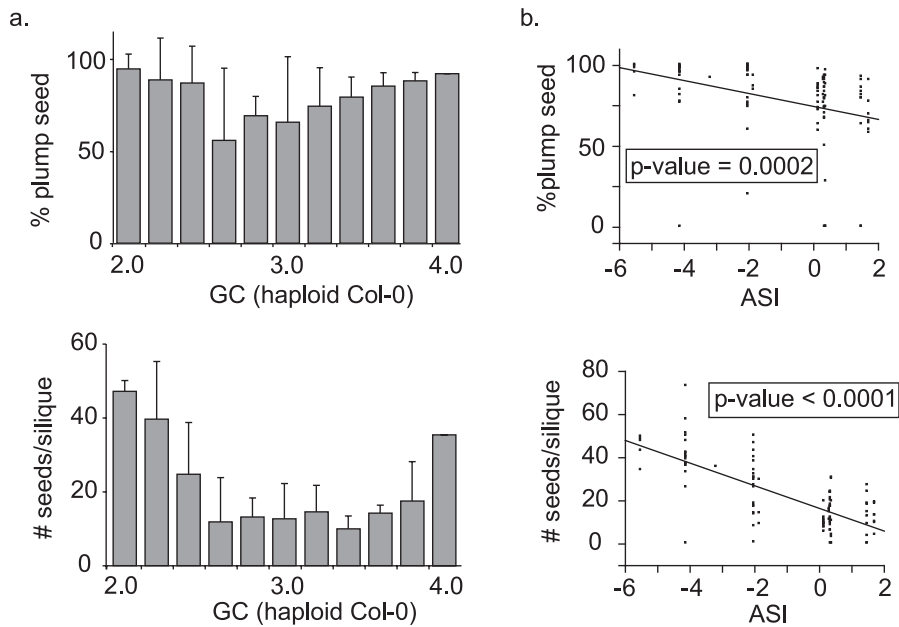 a.
% plump seed
100
50
0
2.0 3.0 4.0
GC (haploid Col-0)
# seeds/silique
60
40
20
0
2.0 3.0 4.0
GC (haploid Col-0)
b.
%plump seed
100
50
0
p-value = 0.0002
-6 -4 -2 0 2
ASI
# seeds/silique
80
60
40
20
0
p-value < 0.0001
-6 -4 -2 0 2
ASI